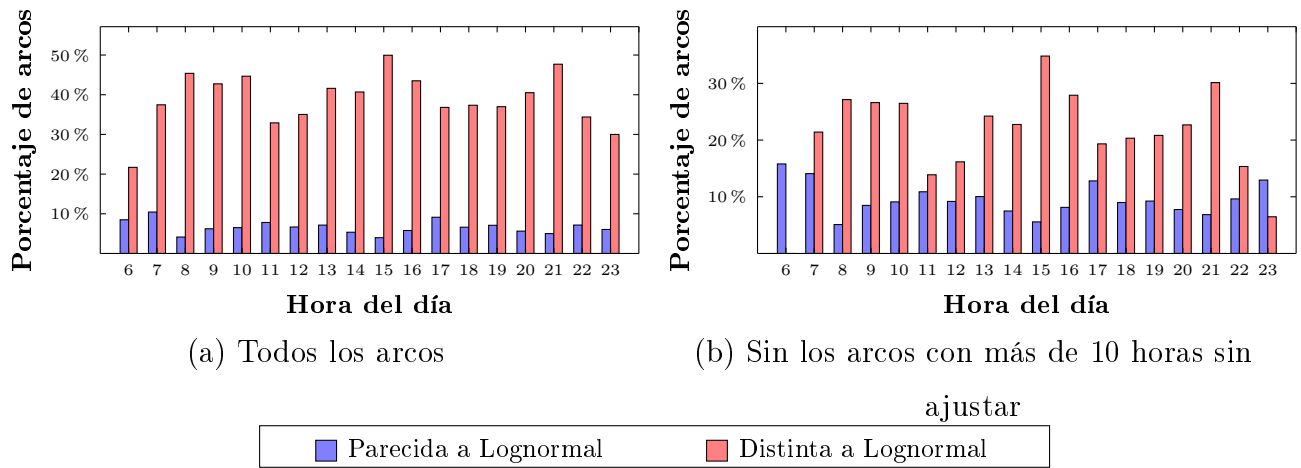 Porcentaje de arcos
50 %
40 %
30 %
20 %
10 %
6 7 8 9 10 11 12 13 14 15 16 17 18 19 20 21 22 23
Hora del día
(a) Todos los arcos
Porcentaje de arcos
30 %
20 %
10 %
6 7 8 9 10 11 12 13 14 15 16 17 18 19 20 21 22 23
Hora del día
(b) Sin los arcos con más de 10 horas sin
ajustar
Parecida a Lognormal
Distinta a Lognormal